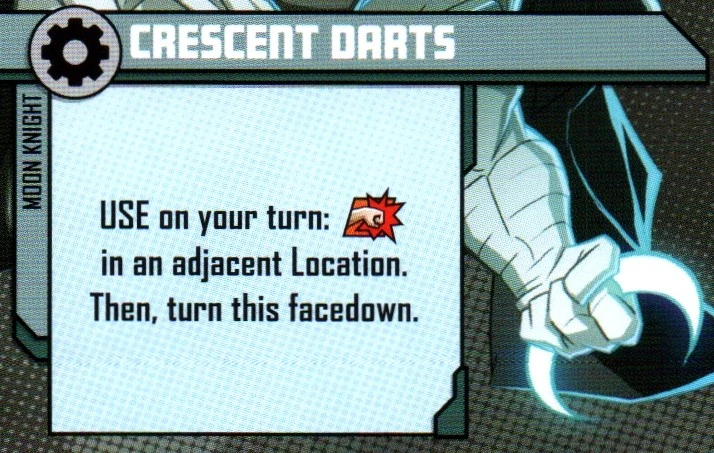 CRESCENT DARTS
MOON KNIGHT
USE on your turn:
in an adjacent Location.
Then, turn this facedown.